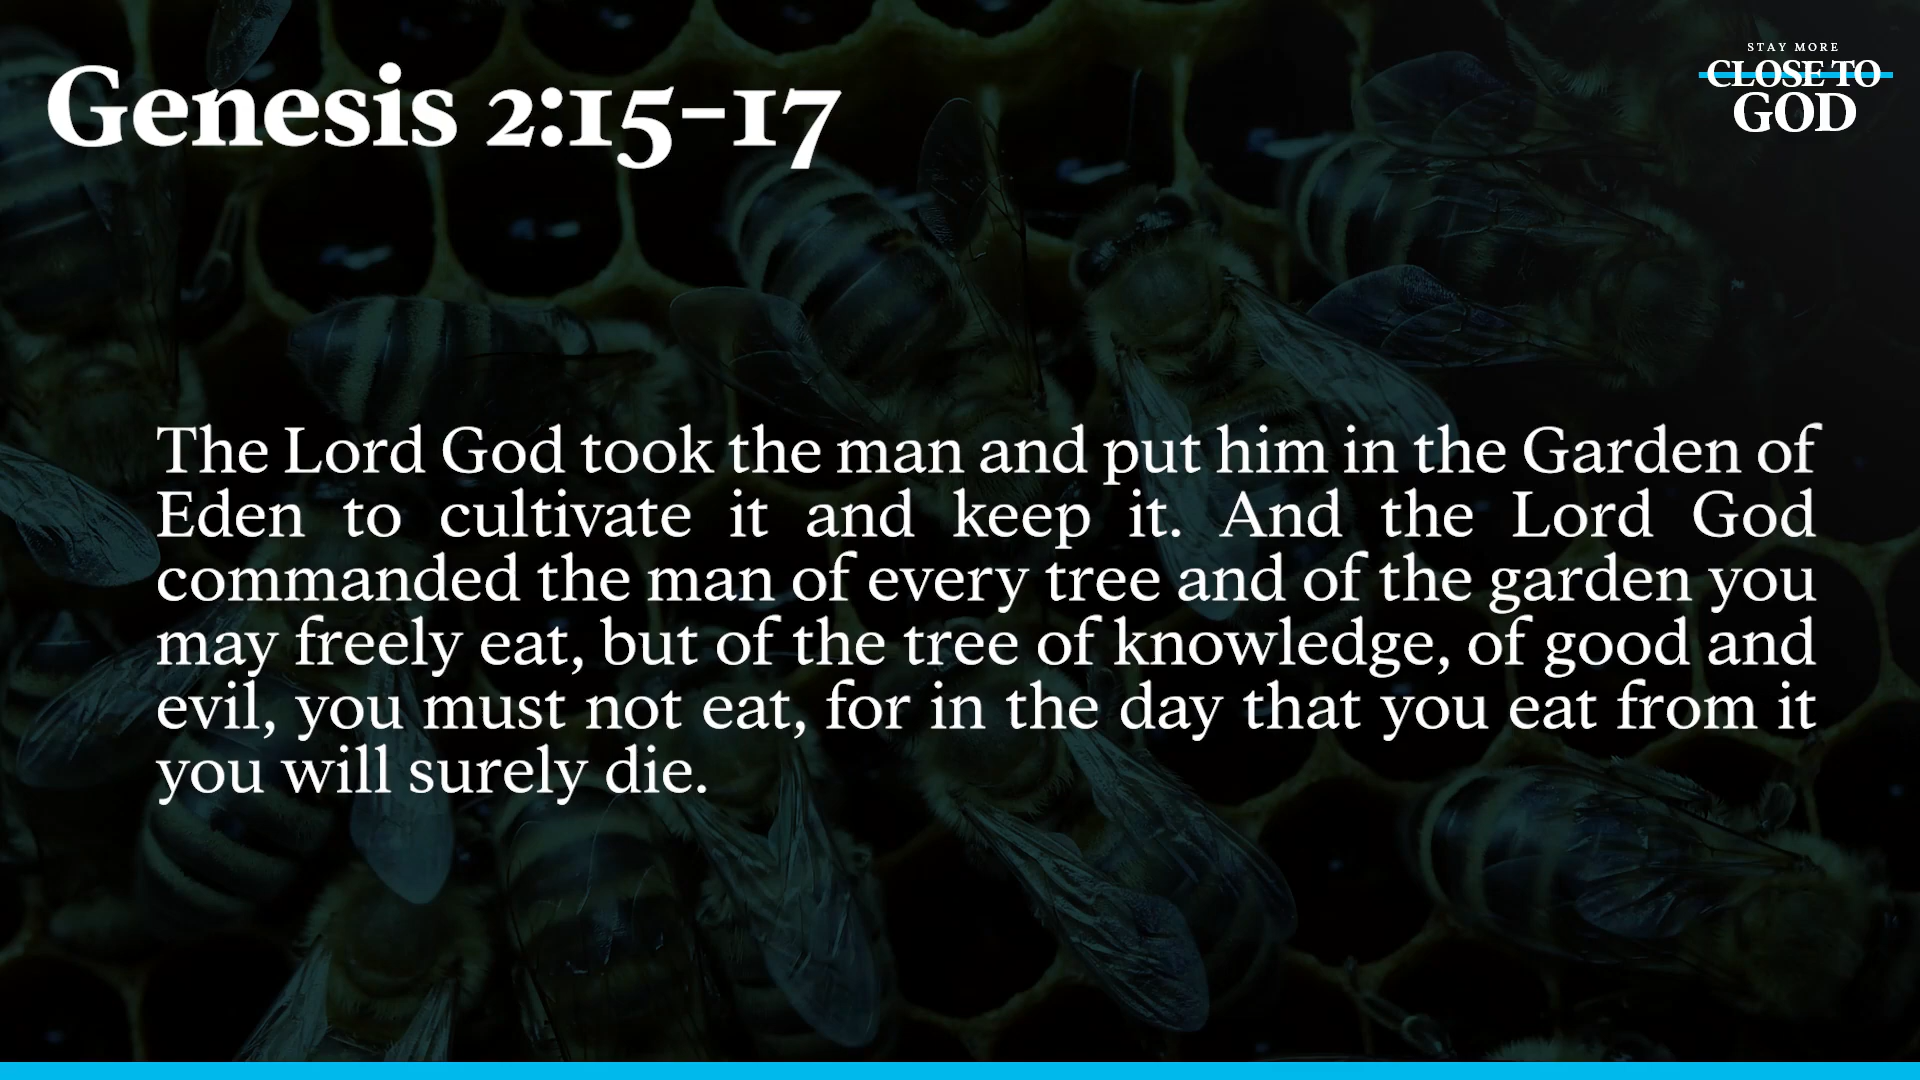 Genesis 2:15–17
STAY MORE
CLOSE TO
GOD
The Lord God took the man and put him in the Garden of
Eden to cultivate it and keep it. And the Lord God
commanded the man of every tree and of the garden you
may freely eat, but of the tree of knowledge, of good and
evil, you must not eat, for in the day that you eat from it
you will surely die.